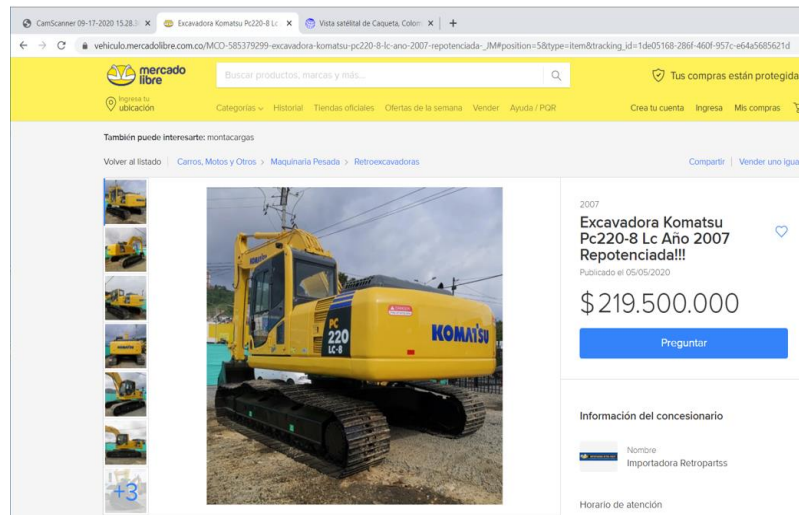 CamScanner 09-17-2020 15.28.3
Excavadora Komatsu Pc220-8 Lc
Vista satélital de Caqueta, Colom
vehiculo.mercadolibre.com.co/MCO-585379299-excavadora-komatsu-pc220-8-lc-ano-2007-repotenciada-_JM#position=5&type=item&tracking_id=1de05168-286f-460f-957c-e64a5685621d
mercado
libre
Buscar productos, marcas y más...
Tus compras están protegida
Ingresa tu
ubicación
Categorías Historial Tiendas oficiales Ofertas de la semana Vender Ayuda / PQR
Crea tu cuenta Ingresa Mis compras
También puede interesarte: montacargas
Volver al listado Carros, Motos y Otros > Maquinaria Pesada > Retroexcavadoras
Compartir Vender uno igua
2007
Excavadora Komatsu
Pc220-8 Lc Año 2007
Repotenciada!!!
Publicado el 05/05/2020
$ 219.500.000
Preguntar
KOMATSU
PC
220
LC-8
KOMATSU
+3
Información del concesionario
Nombre
Importadora Retropartss
Horario de atención